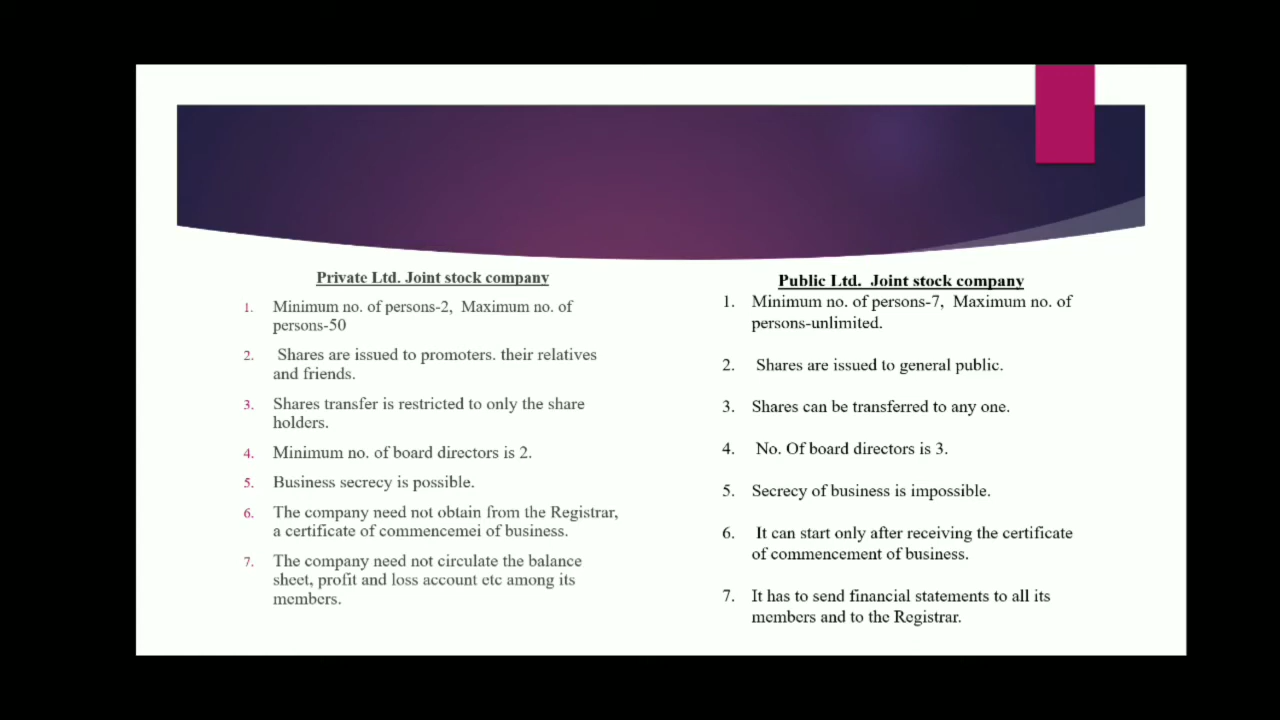 Private Ltd. Joint stock company
1. Minimum no. of persons-2, Maximum no. of
persons-50
2. Shares are issued to promoters. their relatives
and friends.
3. Shares transfer is restricted to only the share
holders.
4. Minimum no. of board directors is 2.
5. Business secrecy is possible.
6. The company need not obtain from the Registrar,
a certificate of commencemei of business.
7. The company need not circulate the balance
sheet, profit and loss account etc among its
members.
Public Ltd. Joint stock company
1. Minimum no. of persons-7, Maximum no. of
persons-unlimited.
2. Shares are issued to general public.
3. Shares can be transferred to any one.
4. No. Of board directors is 3.
5. Secrecy of business is impossible.
6. It can start only after receiving the certificate
of commencement of business.
7. It has to send financial statements to all its
members and to the Registrar.